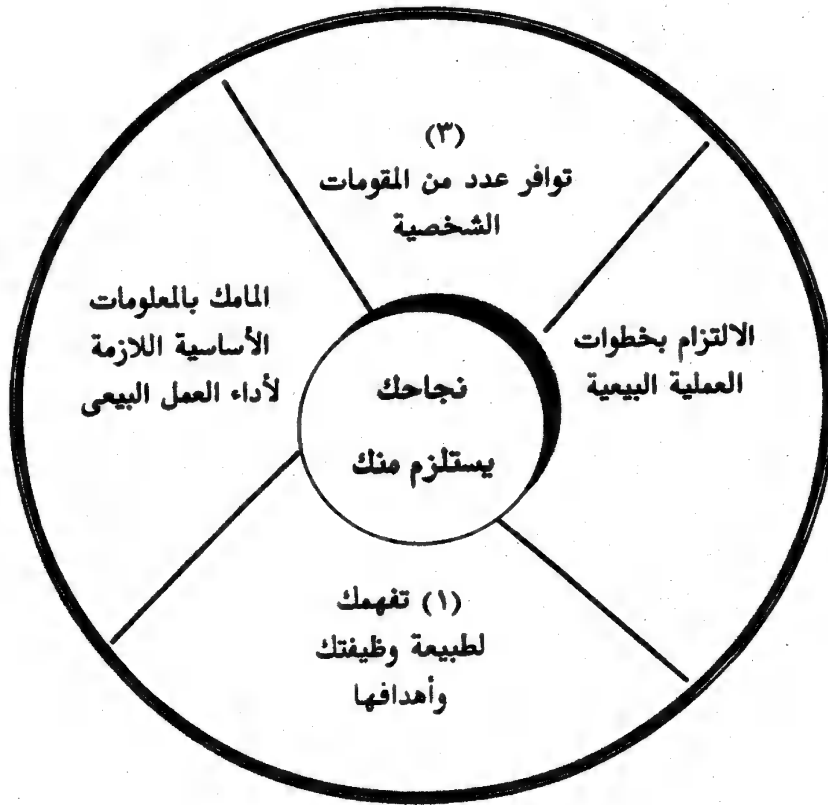 (٣)
توافر عدد من المقومات
الشخصية
الالتزام بخطوات
العملية البيعية
المامك بالمعلومات
الأساسية اللازمة
لأداء العمل البيعى
نجاحك
يستلزم منك
(١) تفهمك
لطبيعة وظيفتك
وأهدافها